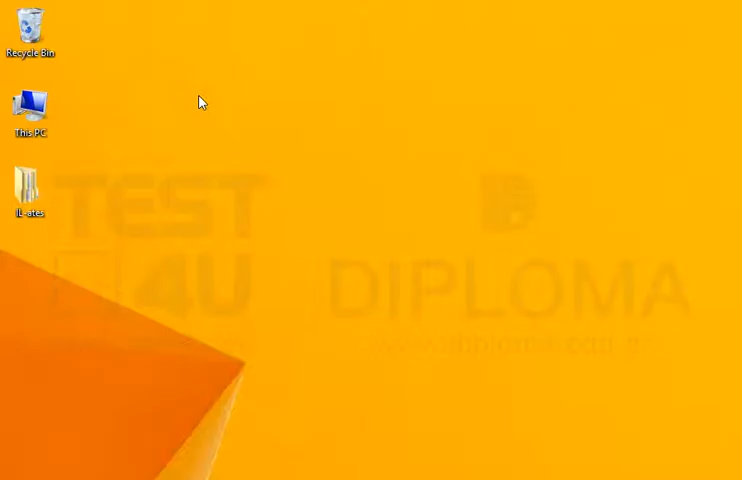 Recycle Bin
This PC
IL-ates
TEST
4U
DIPLOMA